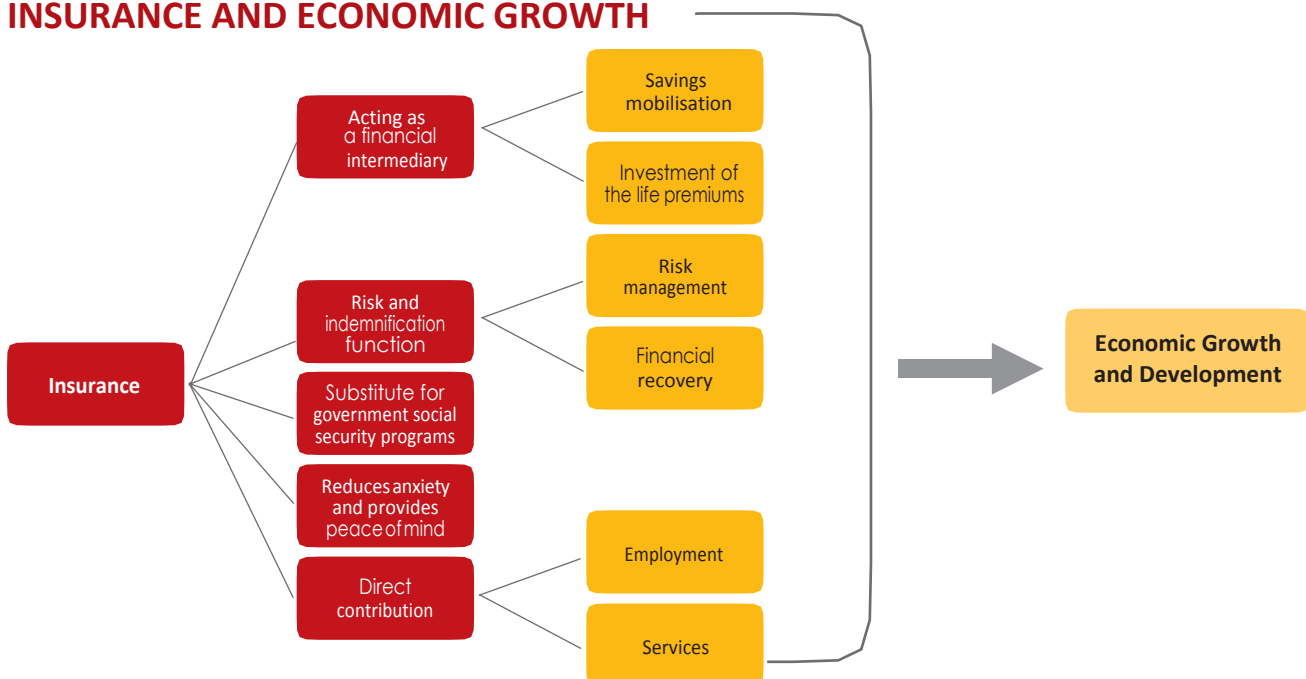 INSURANCE AND ECONOMIC GROWTH
Insurance
Acting as
a financial
intermediary
Savings
mobilisation
Investment of
the life premiums
Risk and
indemnification
function
Risk
management
Financial
recovery
Substitute for
government social
security programs
Reduces anxiety
and provides
peace of mind
Direct
contribution
Employment
Services
Economic Growth
and Development